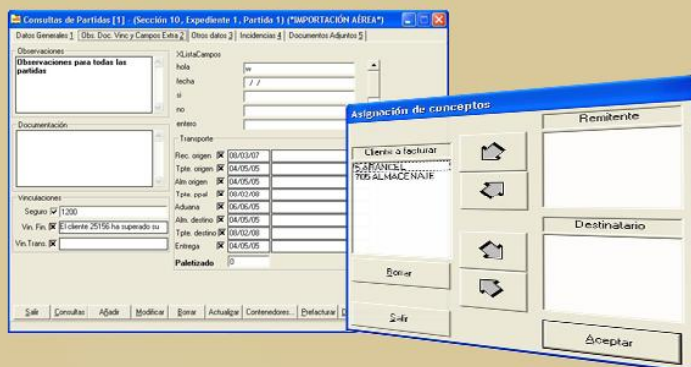 Consultas de Partidas [1] - (Sección 10, Expediente 1, Partida 1) (*IMPORTACIÓN AÉREA*)
Datos Generales 1 Obs. Doc. Vinc y Campos Extra 2 Otros datos 3 Incidencias 4 Documentos Adjuntos 5
Observaciones
Observaciones para todas las
partidas
Documentación
Vinculaciones
Seguro 1200
Vin. Fin. El cliente 25156 ha superado su
Vin.Trans.
XListaCampos
hola w
fecha / /
si
no
entero
Transporte
Rec. origen 08/03/07
Tpte. origen 04/05/05
Alm origen 04/05/05
Tpte. ppal 08/02/08
Aduana 06/06/05
Alm. destino 04/05/05
Tpte. destino 08/02/08
Entrega 04/05/05
Paletizado 0
Salir Consultas Añadir Modificar Borrar Actualizar Contenedores... Prefacturar
Asignación de conceptos
Cliente a facturar
ARANCEL
705 ALMACENAJE
Borrar
Salir
Remitente
Destinatario
Aceptar